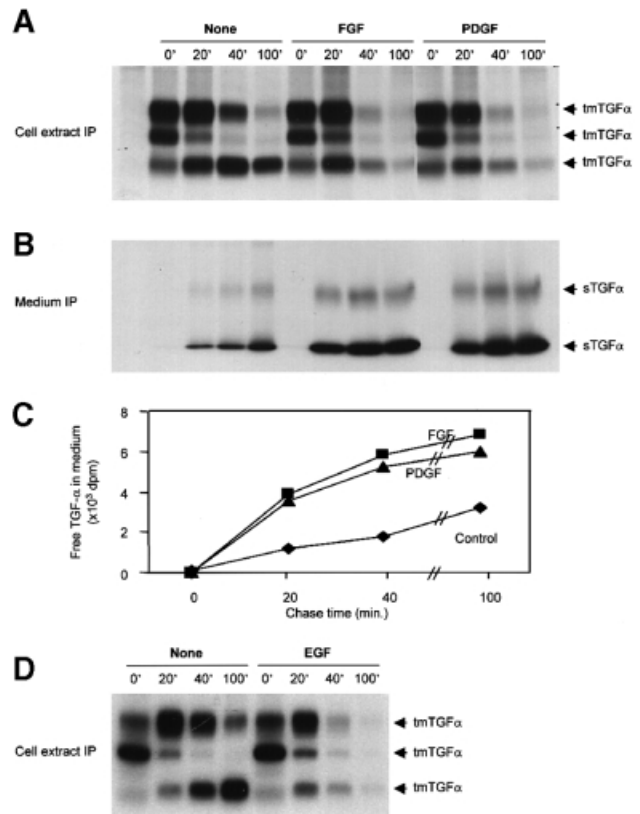 A
None FGF PDGF
0' 20' 40' 100' 0' 20' 40' 100' 0' 20' 40' 100'
Cell extract IP
tmTGFα
tmTGFα
tmTGFα
B
Medium IP
sTGFα
sTGFα
C
Free TGF-α in medium
(x10³ dpm)
8
6
4
2
0
FGF
PDGF
Control
0 20 40 100
Chase time (min.)
D
None EGF
0' 20' 40' 100' 0' 20' 40' 100'
Cell extract IP
tmTGFα
tmTGFα
tmTGFα